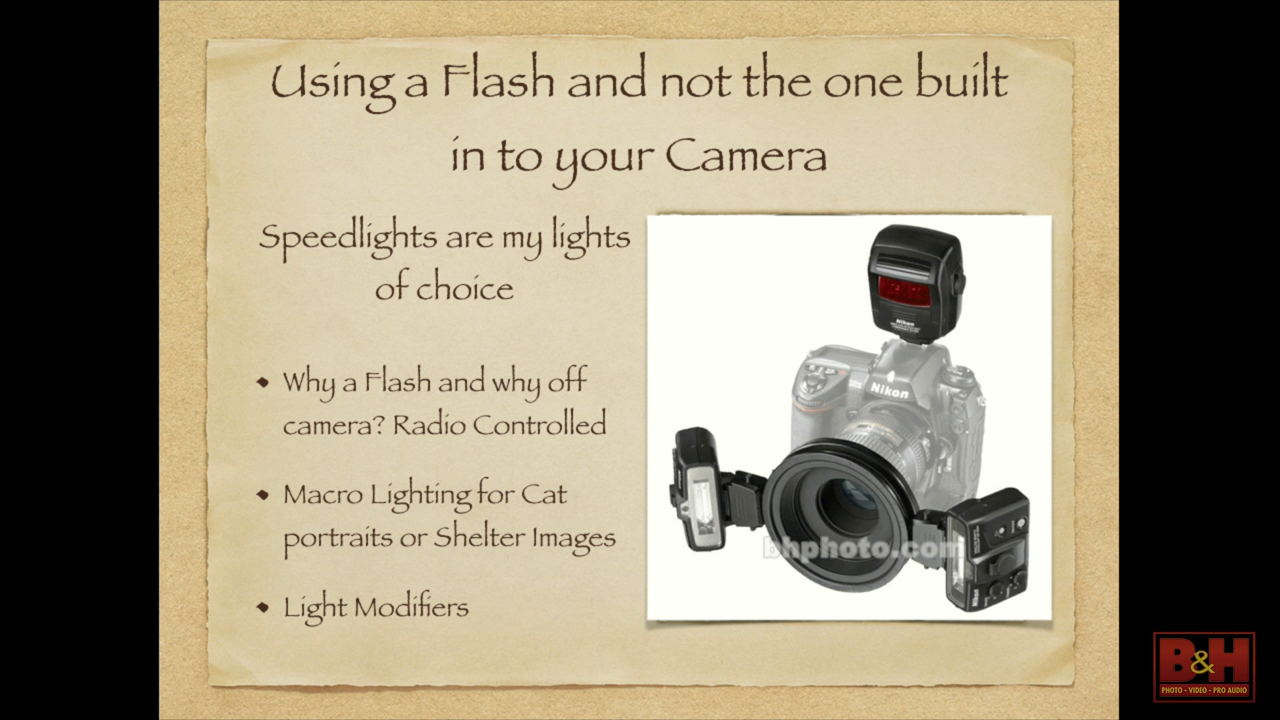 Using a Flash and not the one built
in to your Camera
Speedlights are my lights
of choice
• Why a Flash and why off
camera? Radio Controlled
• Macro Lighting for Cat
portraits or Shelter Images
• Light Modifiers
Nikon
Nikon
bhphoto.com
Nikon
B&H
PHOTO - VIDEO - PRO AUDIO